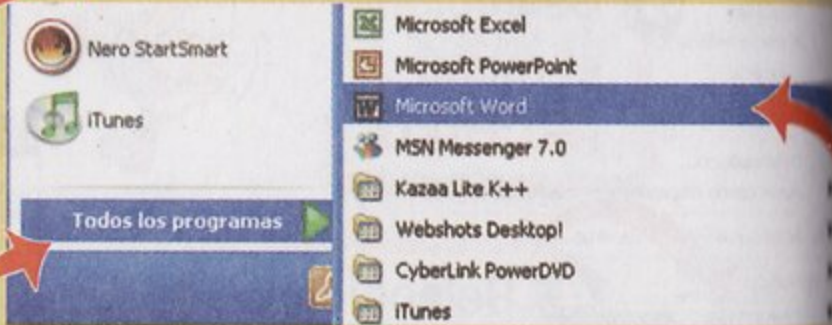 Nero StartSmart
iTunes
Todos los programas
Microsoft Excel
Microsoft PowerPoint
Microsoft Word
MSN Messenger 7.0
Kazaa Lite K++
Webshots Desktop!
CyberLink PowerDVD
iTunes